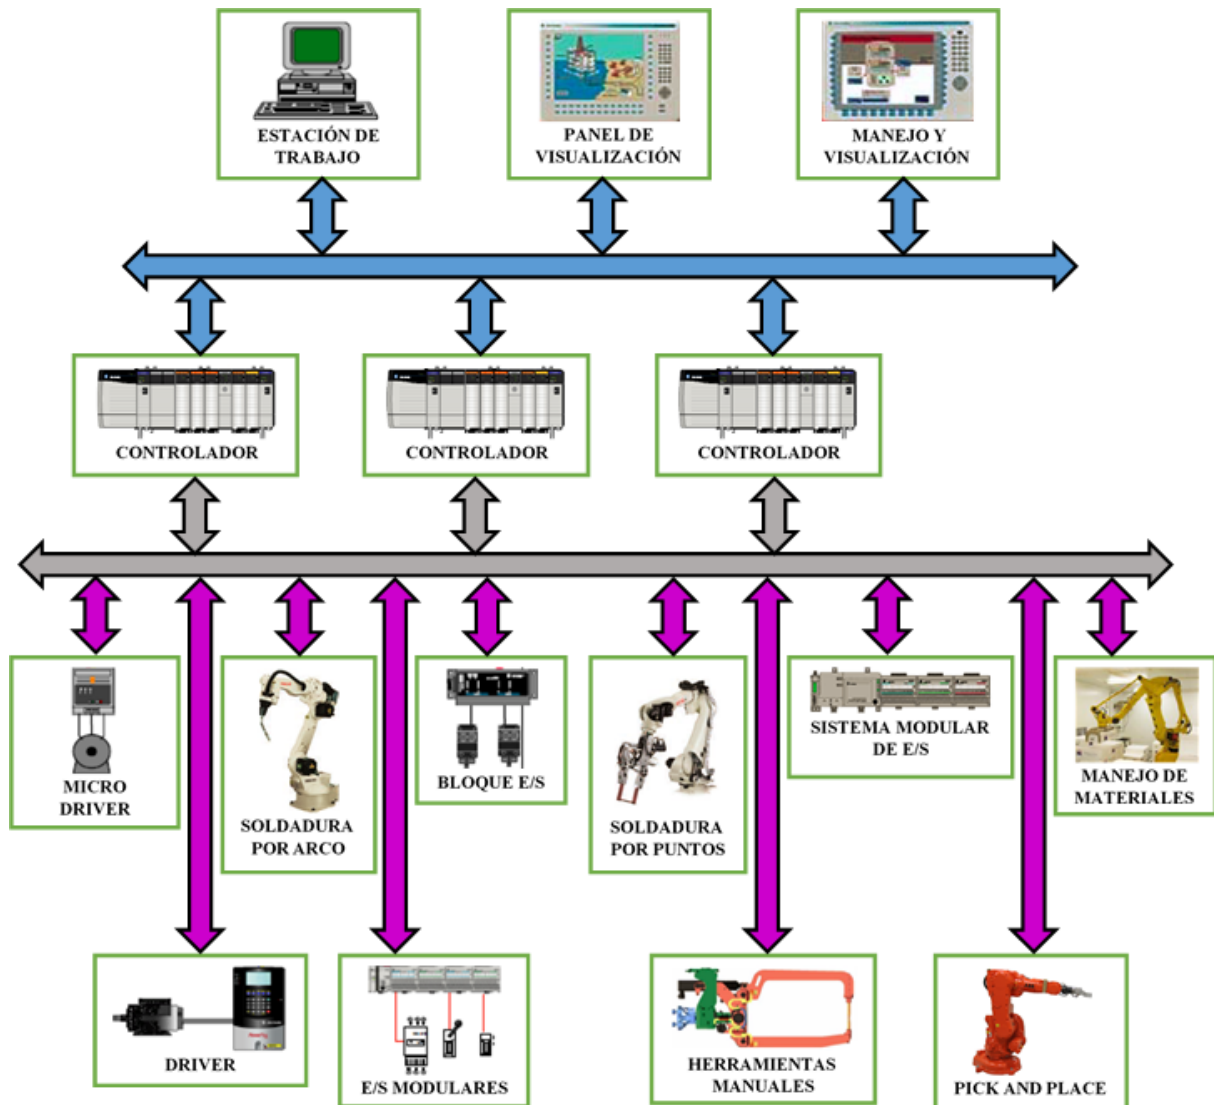 ESTACIÓN DE
TRABAJO
PANEL DE
VISUALIZACIÓN
MANEJO Y
VISUALIZACIÓN
CONTROLADOR
CONTROLADOR
CONTROLADOR
MICRO
DRIVER
SOLDADURA
POR ARCO
BLOQUE E/S
SOLDADURA
POR PUNTOS
SISTEMA MODULAR
DE E/S
MANEJO DE
MATERIALES
DRIVER
E/S MODULARES
HERRAMIENTAS
MANUALES
PICK AND PLACE